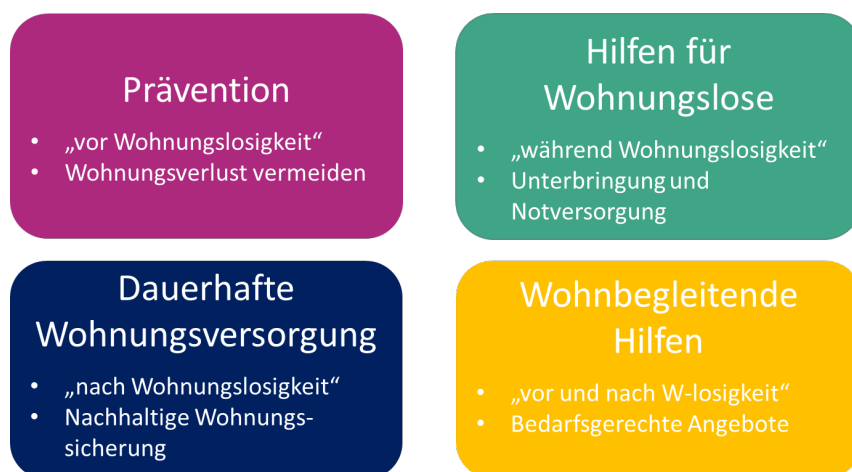 Prävention
• „vor Wohnungslosigkeit“
• Wohnungsverlust vermeiden
Hilfen für
Wohnungslose
• „während Wohnungslosigkeit“
• Unterbringung und
Notversorgung
Dauerhafte
Wohnungsversorgung
• „nach Wohnungslosigkeit“
• Nachhaltige Wohnungs-
sicherung
Wohnbegleitende
Hilfen
• „vor und nach W-losigkeit“
• Bedarfsgerechte Angebote